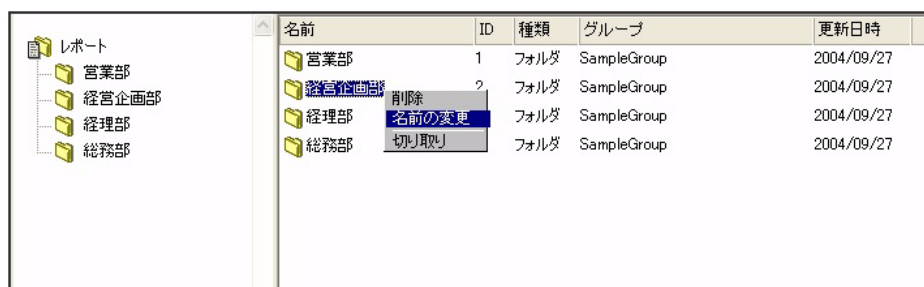 レポート
営業部
経営企画部
経理部
総務部
名前 ID 種類 グループ 更新日時
営業部 1 フォルダ SampleGroup 2004/09/27
経営企画部 2 フォルダ SampleGroup 2004/09/27
削除
経理部 フォルダ SampleGroup 2004/09/27
名前の変更
総務部 フォルダ SampleGroup 2004/09/27
切り取り